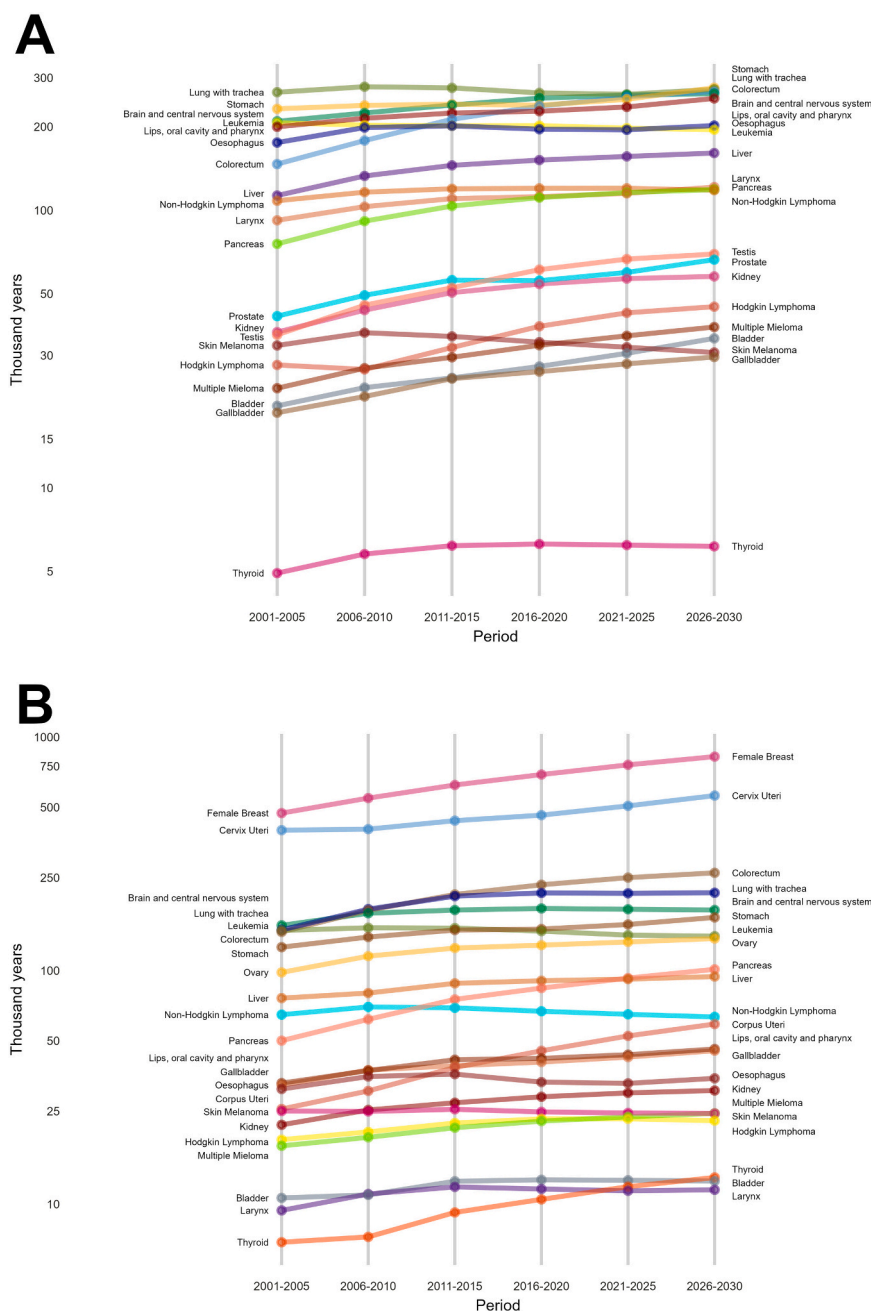 A
300
200
100
50
30
15
10
5
Thousand years
Lung with trachea
Stomach
Brain and central nervous system
Leukemia
Lips, oral cavity and pharynx
Oesophagus
Colorectum
Liver
Non-Hodgkin Lymphoma
Larynx
Pancreas
Prostate
Kidney
Testis
Skin Melanoma
Hodgkin Lymphoma
Multiple Mieloma
Bladder
Gallbladder
Thyroid
Stomach
Lung with trachea
Colorectum
Brain and central nervous system
Lips, oral cavity and pharynx
Oesophagus
Leukemia
Liver
Larynx
Pancreas
Non-Hodgkin Lymphoma
Testis
Prostate
Kidney
Hodgkin Lymphoma
Multiple Mieloma
Bladder
Skin Melanoma
Gallbladder
Thyroid
2001-2005 2006-2010 2011-2015 2016-2020 2021-2025 2026-2030
Period
B
1000
750
500
250
100
50
25
10
Thousand years
Female Breast
Cervix Uteri
Brain and central nervous system
Lung with trachea
Leukemia
Colorectum
Stomach
Ovary
Liver
Non-Hodgkin Lymphoma
Pancreas
Lips, oral cavity and pharynx
Gallbladder
Oesophagus
Corpus Uteri
Skin Melanoma
Kidney
Hodgkin Lymphoma
Multiple Mieloma
Bladder
Larynx
Thyroid
Female Breast
Cervix Uteri
Colorectum
Lung with trachea
Brain and central nervous system
Stomach
Leukemia
Ovary
Pancreas
Liver
Non-Hodgkin Lymphoma
Corpus Uteri
Lips, oral cavity and pharynx
Gallbladder
Oesophagus
Kidney
Multiple Mieloma
Skin Melanoma
Hodgkin Lymphoma
Thyroid
Bladder
Larynx
2001-2005 2006-2010 2011-2015 2016-2020 2021-2025 2026-2030
Period